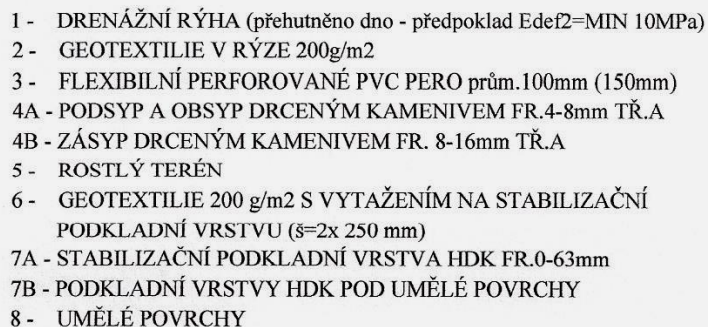 1 - DRENÁŽNÍ RÝHA (přehutněno dno - předpoklad Edef2=MIN 10MPa)
2 - GEOTEXTILIE V RÝZE 200g/m2
3 - FLEXIBILNÍ PERFOROVANÉ PVC PERO prům.100mm (150mm)
4A - PODSYP A OBSYP DRCENÝM KAMENIVEM FR.4-8mm TŘ.A
4B - ZÁSYP DRCENÝM KAMENIVEM FR. 8-16mm TŘ.A
5 - ROSTLÝ TERÉN
6 - GEOTEXTILIE 200 g/m2 S VYTAŽENÍM NA STABILIZAČNÍ
PODKLADNÍ VRSTVU (š=2x 250 mm)
7A - STABILIZAČNÍ PODKLADNÍ VRSTVA HDK FR.0-63mm
7B - PODKLADNÍ VRSTVY HDK POD UMĚLÉ POVRCHY
8 - UMĚLÉ POVRCHY